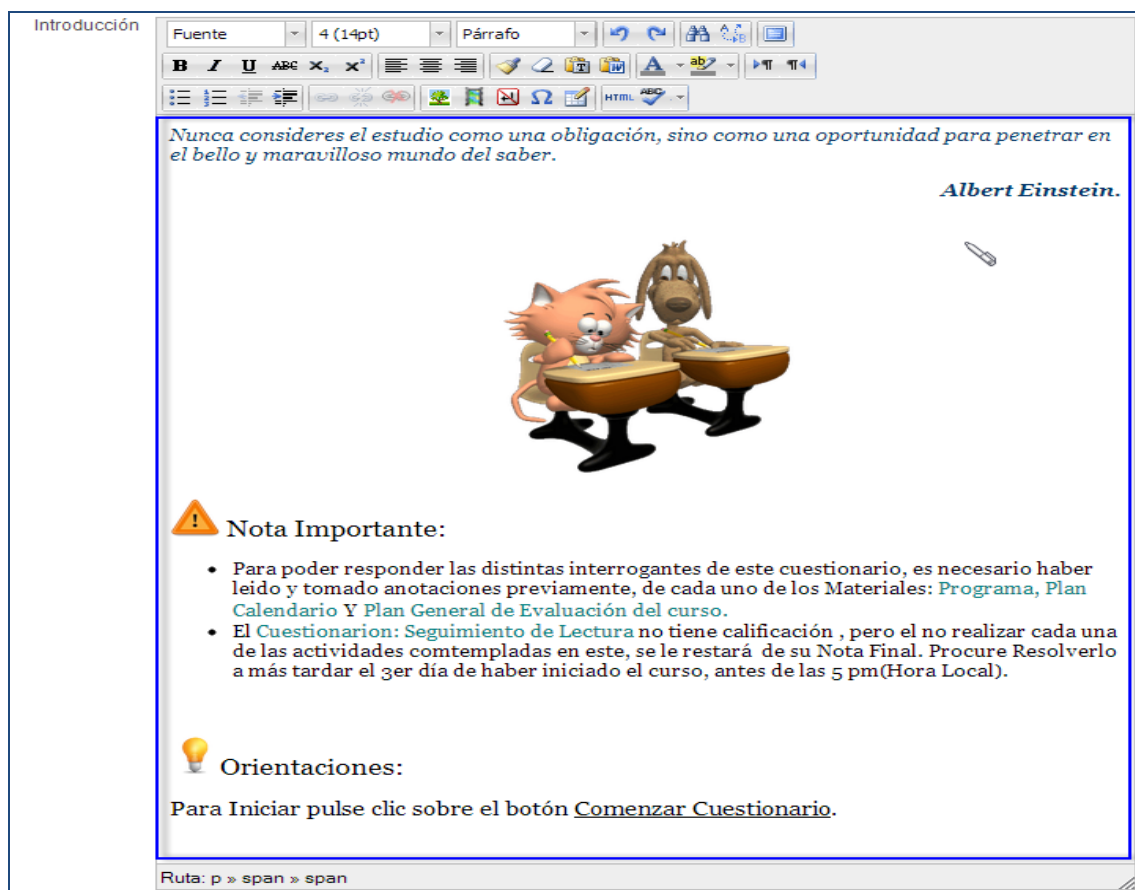 Introducción
Fuente 4 (14pt) Párrafo
B I U ABC x₂ x² A ab
HTML ABC
Nunca consideres el estudio como una obligación, sino como una oportunidad para penetrar en
el bello y maravilloso mundo del saber.
Albert Einstein.
Nota Importante:
• Para poder responder las distintas interrogantes de este cuestionario, es necesario haber
leido y tomado anotaciones previamente, de cada uno de los Materiales: Programa, Plan
Calendario Y Plan General de Evaluación del curso.
• El Cuestionarion: Seguimiento de Lectura no tiene calificación , pero el no realizar cada una
de las actividades comtempladas en este, se le restará de su Nota Final. Procure Resolverlo
a más tardar el 3er día de haber iniciado el curso, antes de las 5 pm(Hora Local).
Orientaciones:
Para Iniciar pulse clic sobre el botón Comenzar Cuestionario.
Ruta: p » span » span